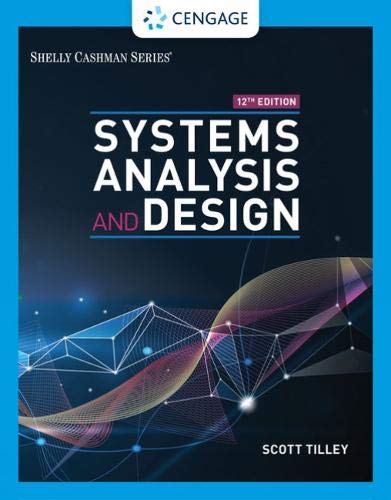 CENGAGE
SHELLY CASHMAN SERIES®
12TH EDITION
SYSTEMS
ANALYSIS
AND DESIGN
SCOTT TILLEY